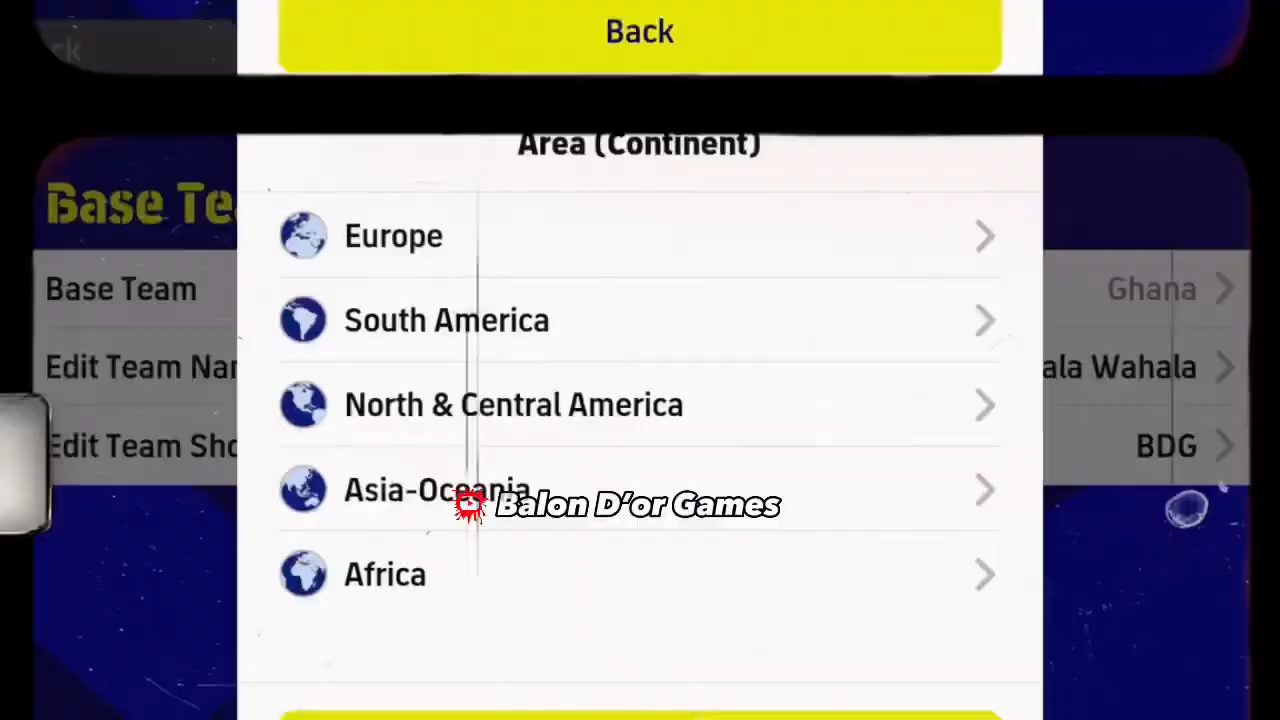 ck
Back
Area (Continent)
Base Te
Europe
Base Team
Ghana
South America
Edit Team Nar
ala Wahala
North & Central America
Edit Team Sho
BDG
Asia-Oceania
Balon D'or Games
Africa